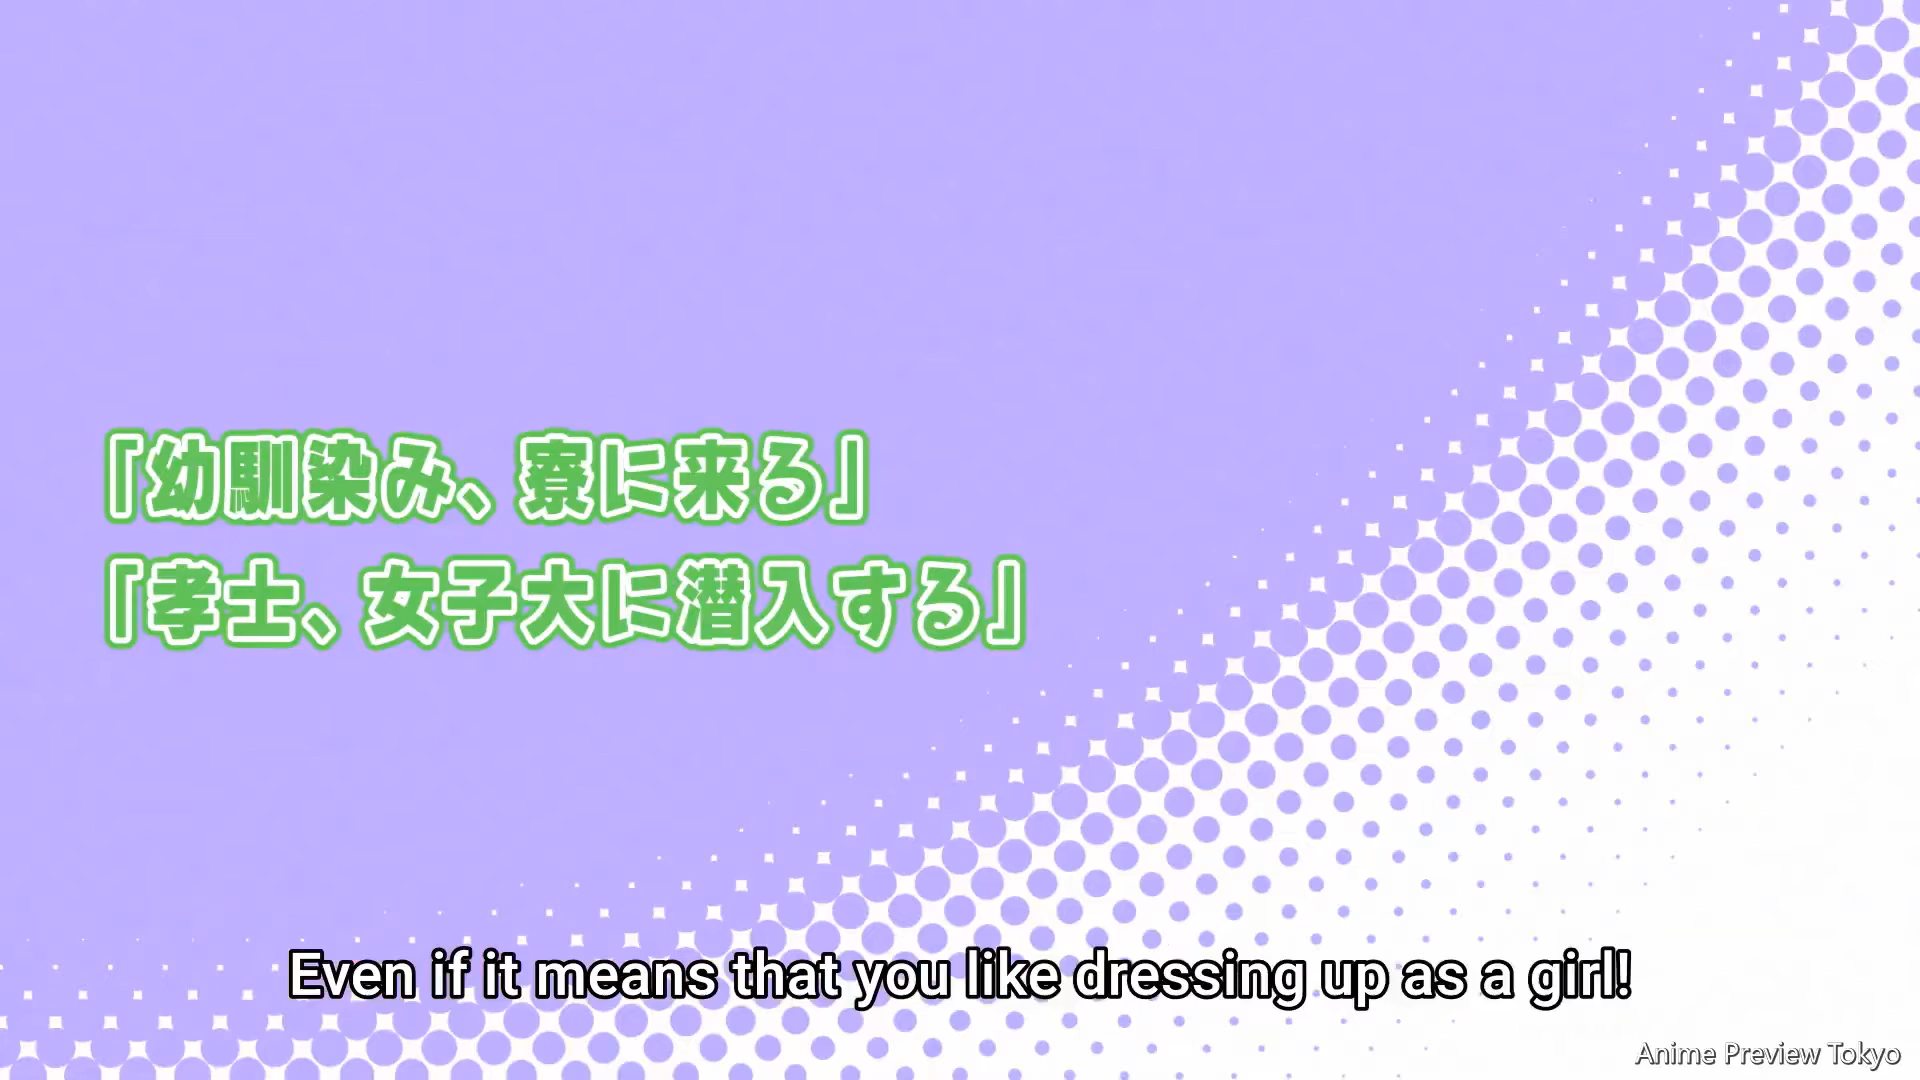 「幼馴染み、寮に来る」
「孝士、女子大に潜入する」
Even if it means that you like dressing up as a girl!
Anime Preview Tokyo